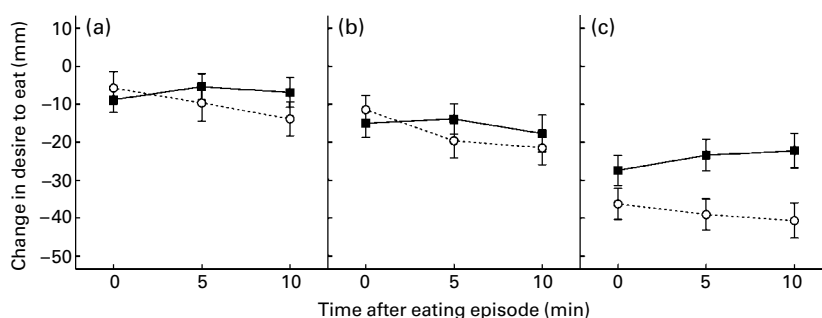 (a) (b) (c)
10
0
−10
−20
−30
−40
−50
Change in desire to eat (mm)
0 5 10 0 5 10 0 5 10
Time after eating episode (min)